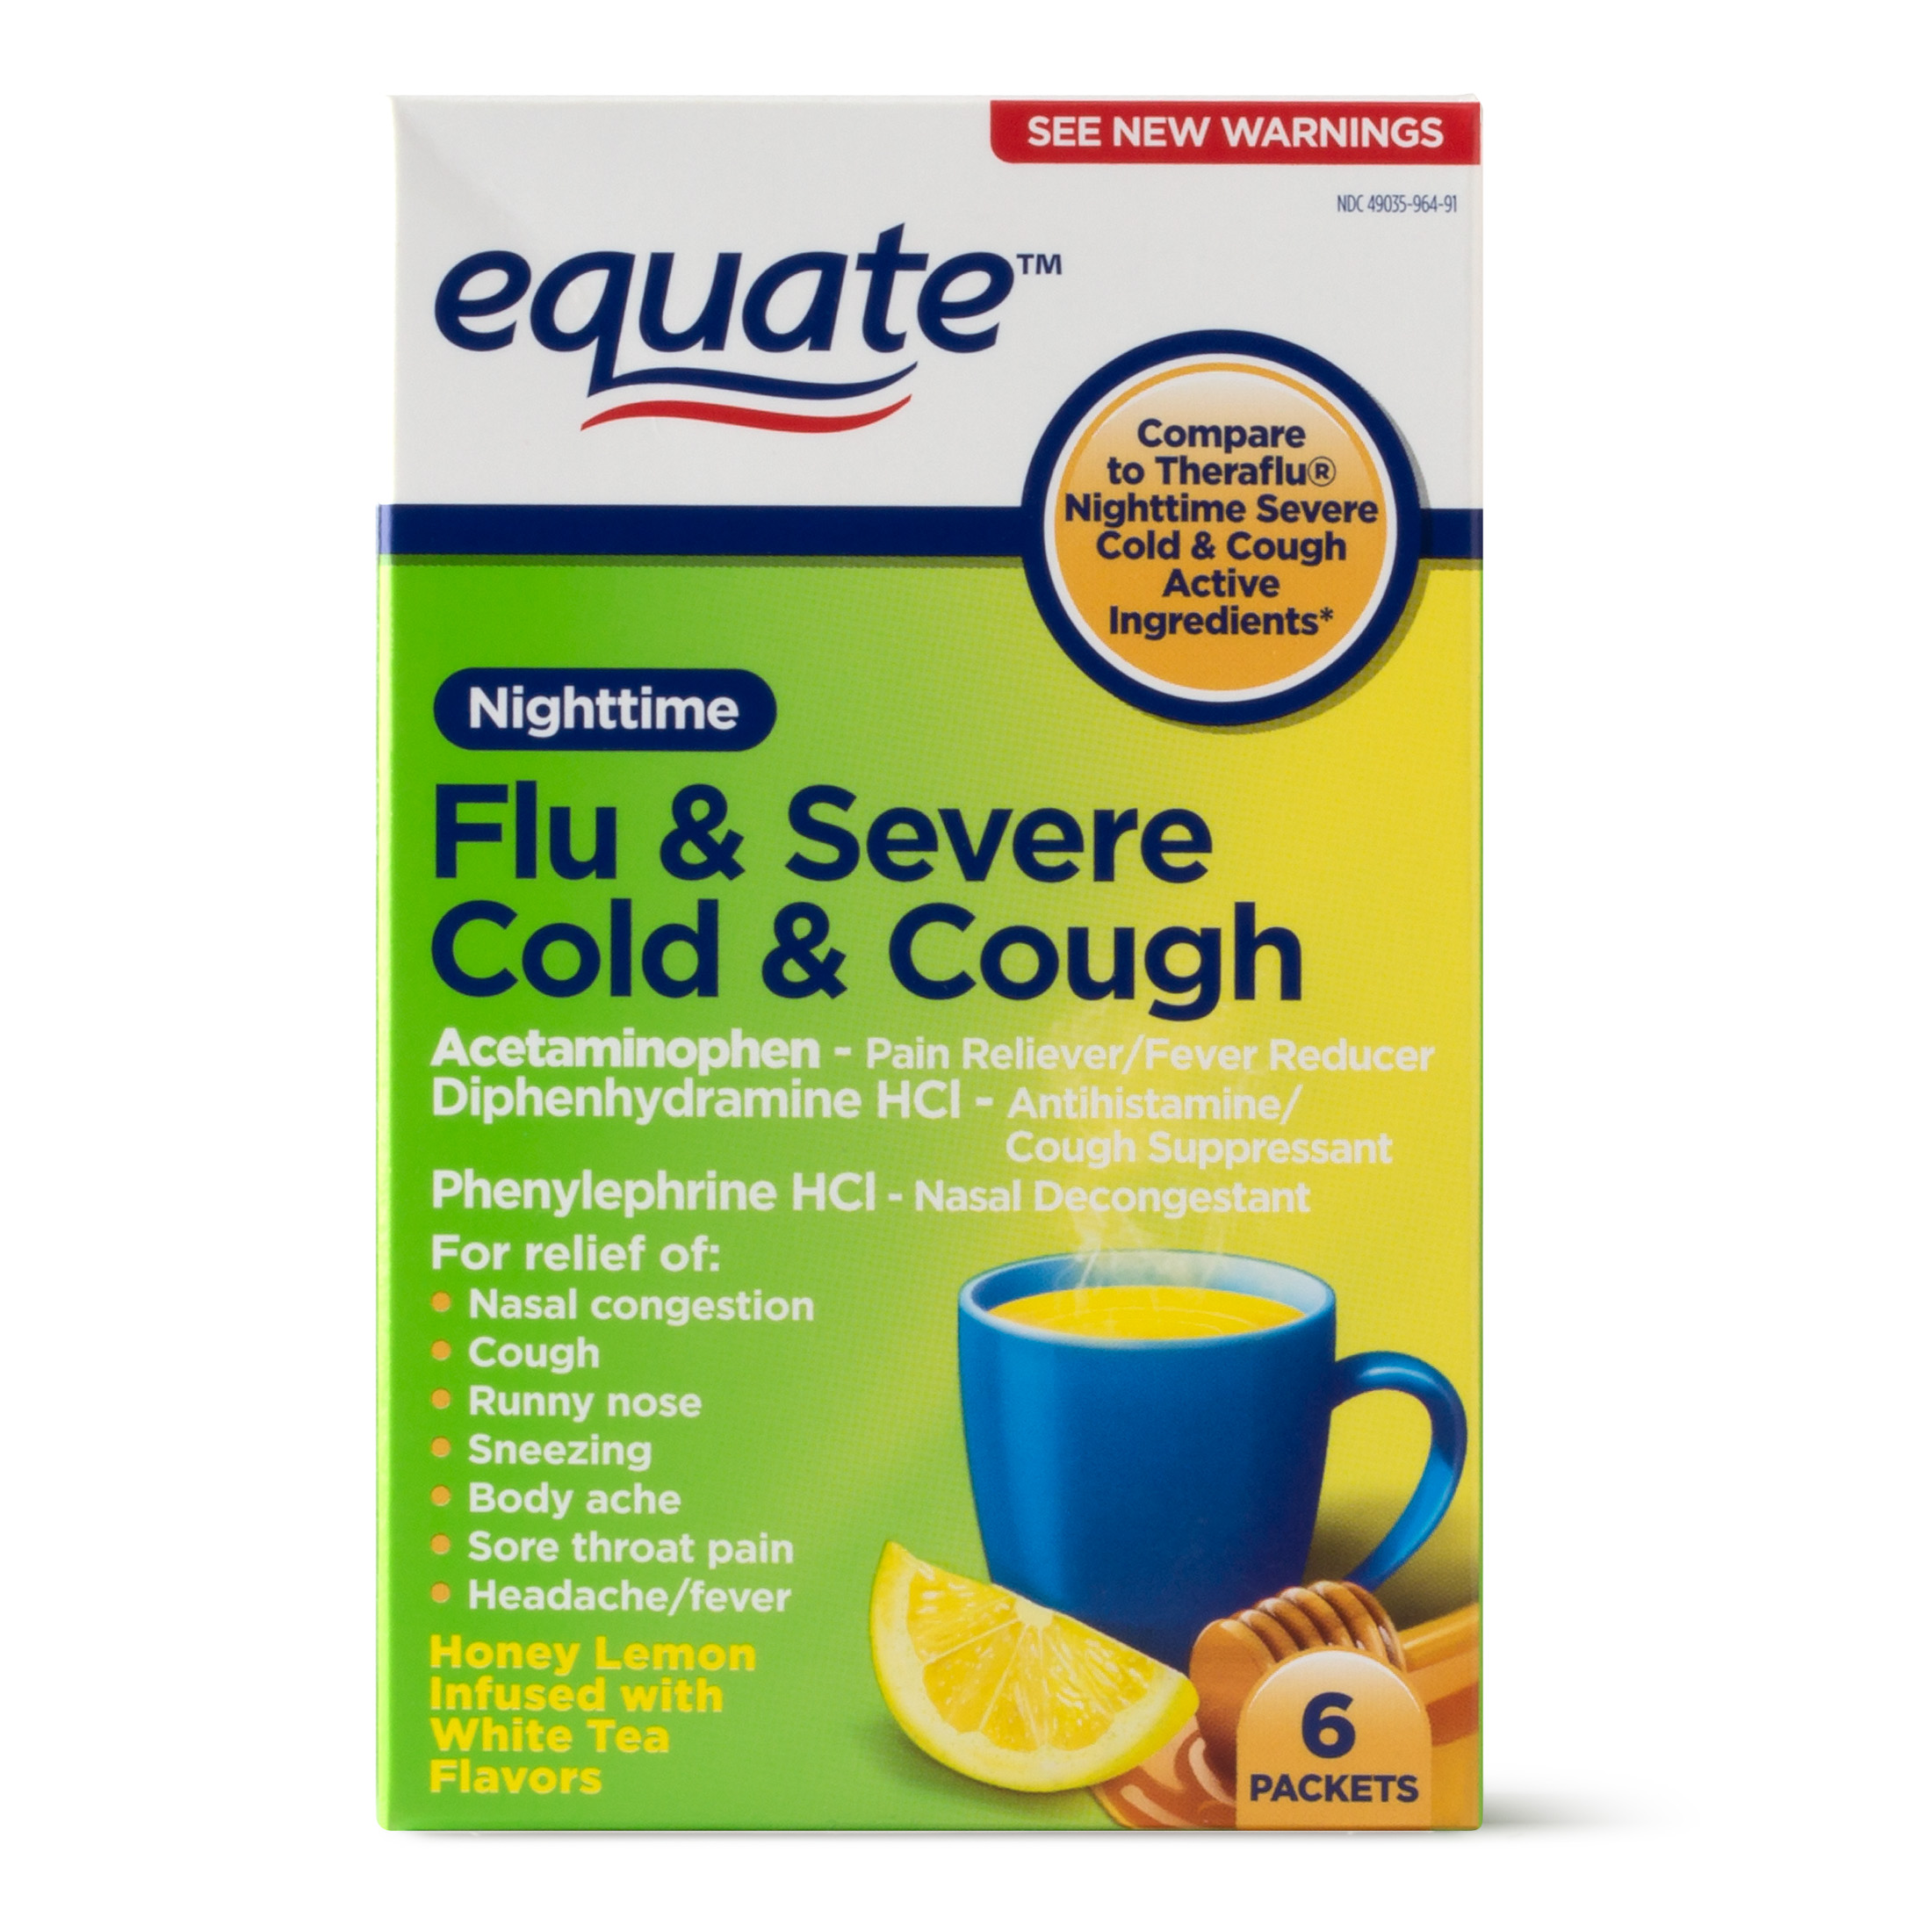 SEE NEW WARNINGS
NDC 49035-964-91
equate™
Compare
to Theraflu®
Nighttime Severe
Cold & Cough
Active
Ingredients*
Nighttime
Flu & Severe
Cold & Cough
Acetaminophen - Pain Reliever/Fever Reducer
Diphenhydramine HCl - Antihistamine/
Cough Suppressant
Phenylephrine HCl - Nasal Decongestant
For relief of:
• Nasal congestion
• Cough
• Runny nose
• Sneezing
• Body ache
• Sore throat pain
• Headache/fever
Honey Lemon
Infused with
White Tea
Flavors
6
PACKETS